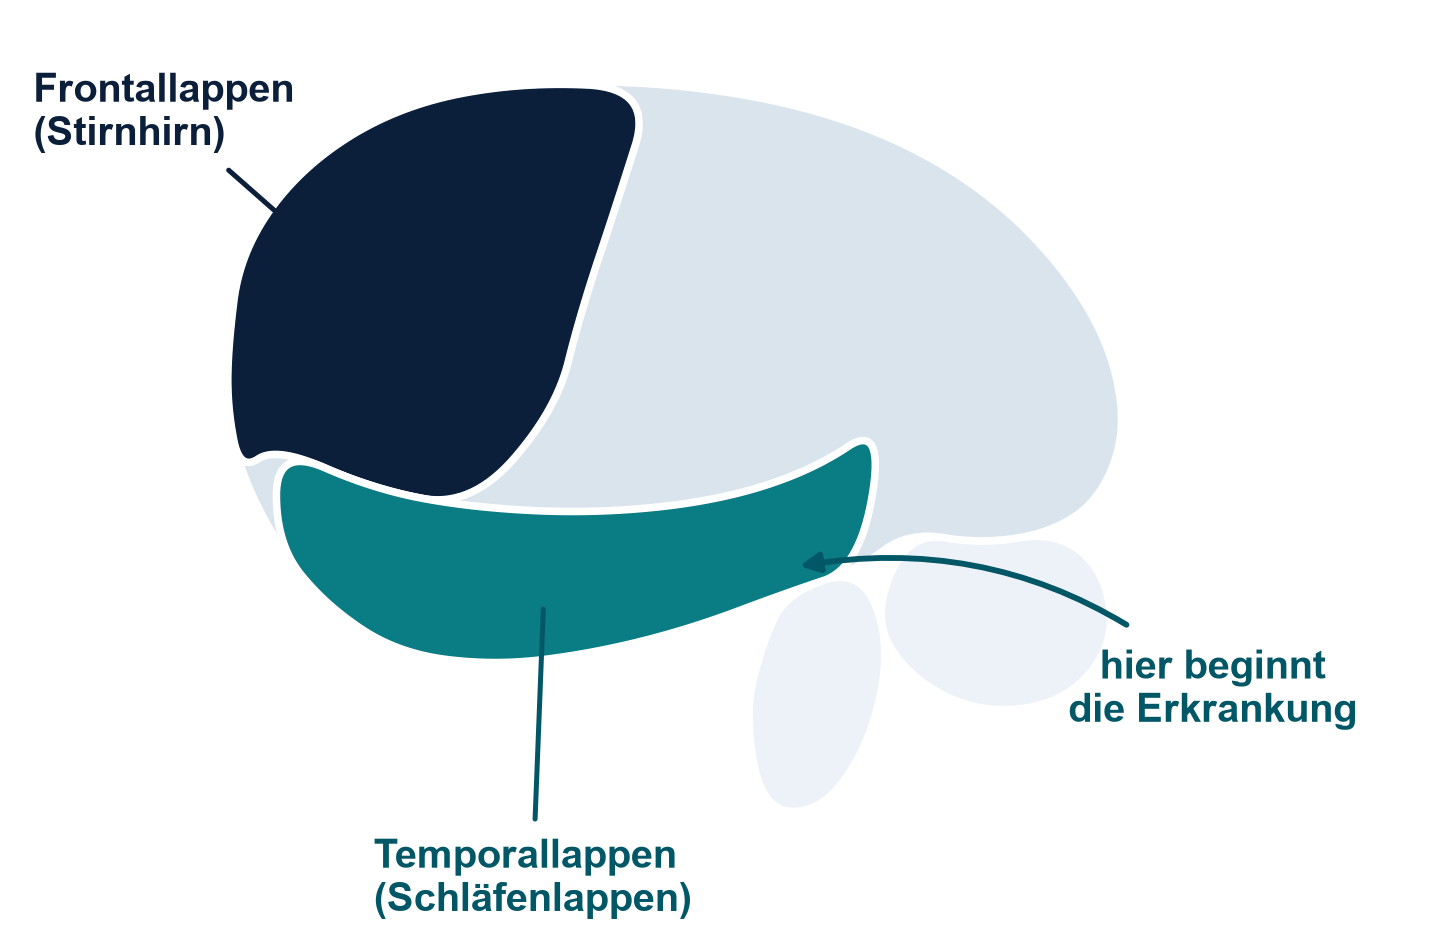 Frontallappen
(Stirnhirn)
hier beginnt
die Erkrankung
Temporallappen
(Schläfenlappen)